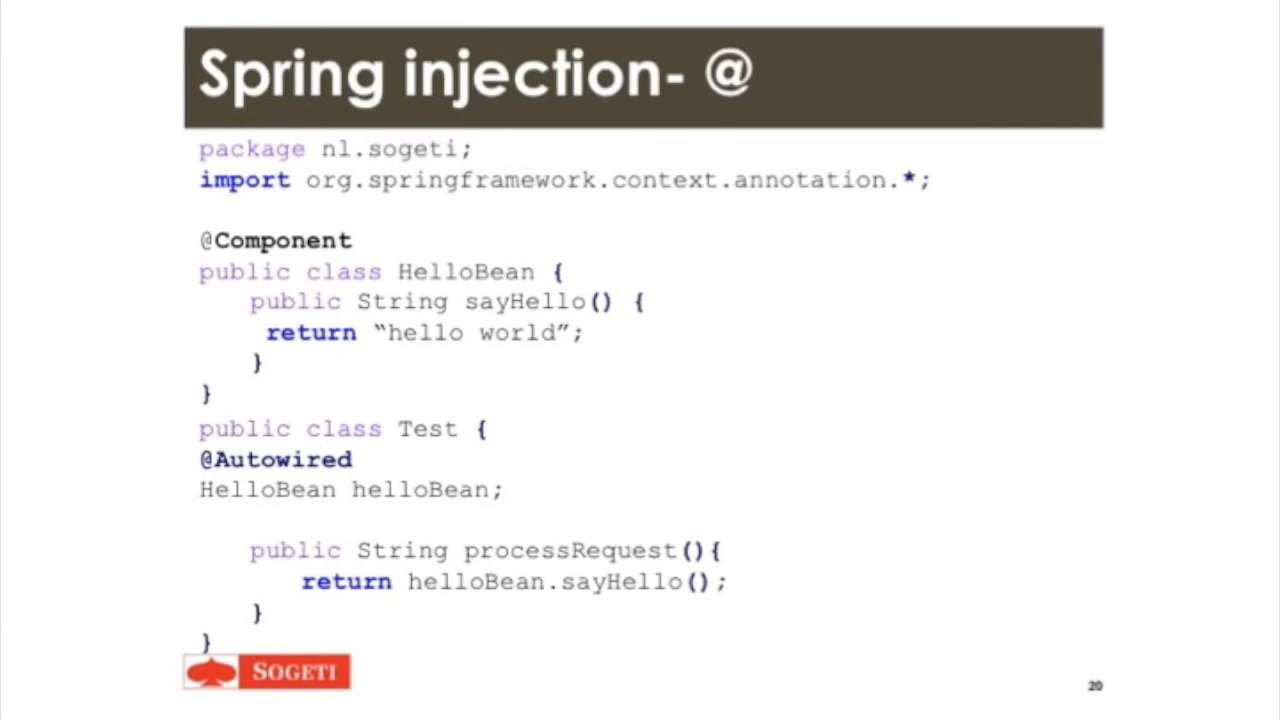 Spring injection- @
package nl.sogeti;
import org.springframework.context.annotation.*;
@Component
public class HelloBean {
public String sayHello() {
return “hello world”;
}
}
public class Test {
@Autowired
HelloBean helloBean;
public String processRequest(){
return helloBean.sayHello();
}
}
SOGETI
20